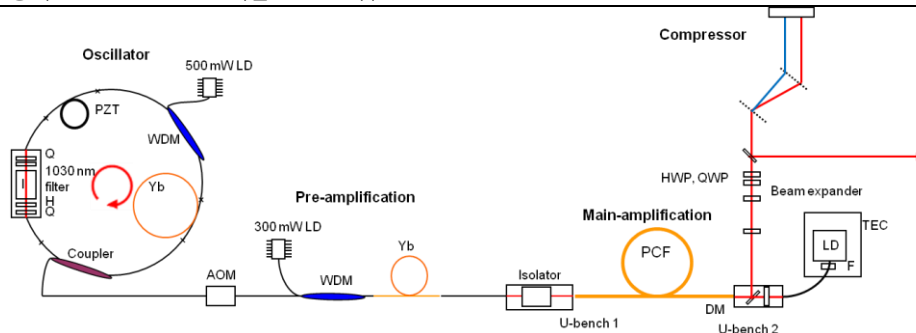 Compressor
Oscillator
500 mW LD
PZT
WDM
Q
1030 nm
filter
I
H
Q
Yb
Coupler
Pre-amplification
300 mW LD
Yb
AOM
WDM
Main-amplification
PCF
Isolator
U-bench 1
HWP, QWP
Beam expander
TEC
LD
F
DM
U-bench 2